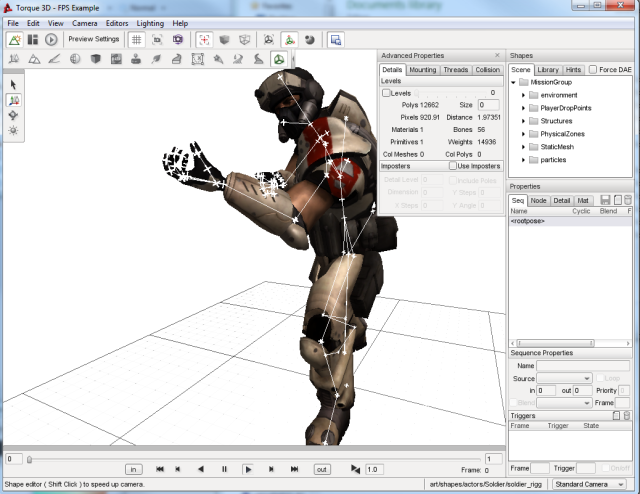 Torque 3D - FPS Example
File Edit View Camera Editors Lighting Help
Preview Settings
Advanced Properties
Details Mounting Threads Collision
Levels
Levels 0
Polys 12662 Size 0
Pixels 920.91 Distance 1.97351
Materials 1 Bones 56
Primitives 1 Weights 14936
Col Meshes 0 Col Polys 0
Imposters Use Imposters
Detail Level 0 Include Polys
Dimension 0 X Steps 0
X Steps 0 Y Angle 0
Shapes
Scene Library Hints Force DAE
MissionGroup
environment
PlayerDropPoints
Structures
PhysicalZones
StaticMesh
particles
Properties
Seq Node Detail Mat
Name Cyclic Blend F
<rootpose>
Sequence Properties
Name
Source Loop
in 0 out 0 Priority 0
Blend Frame
Triggers
Frame Trigger State
Frame Trigger On/off
0 1
in out 1.0 Frame: 0
Shape editor ( Shift Click ) to speed up camera. art/shapes/actors/Soldier/soldier_rigg Standard Camera